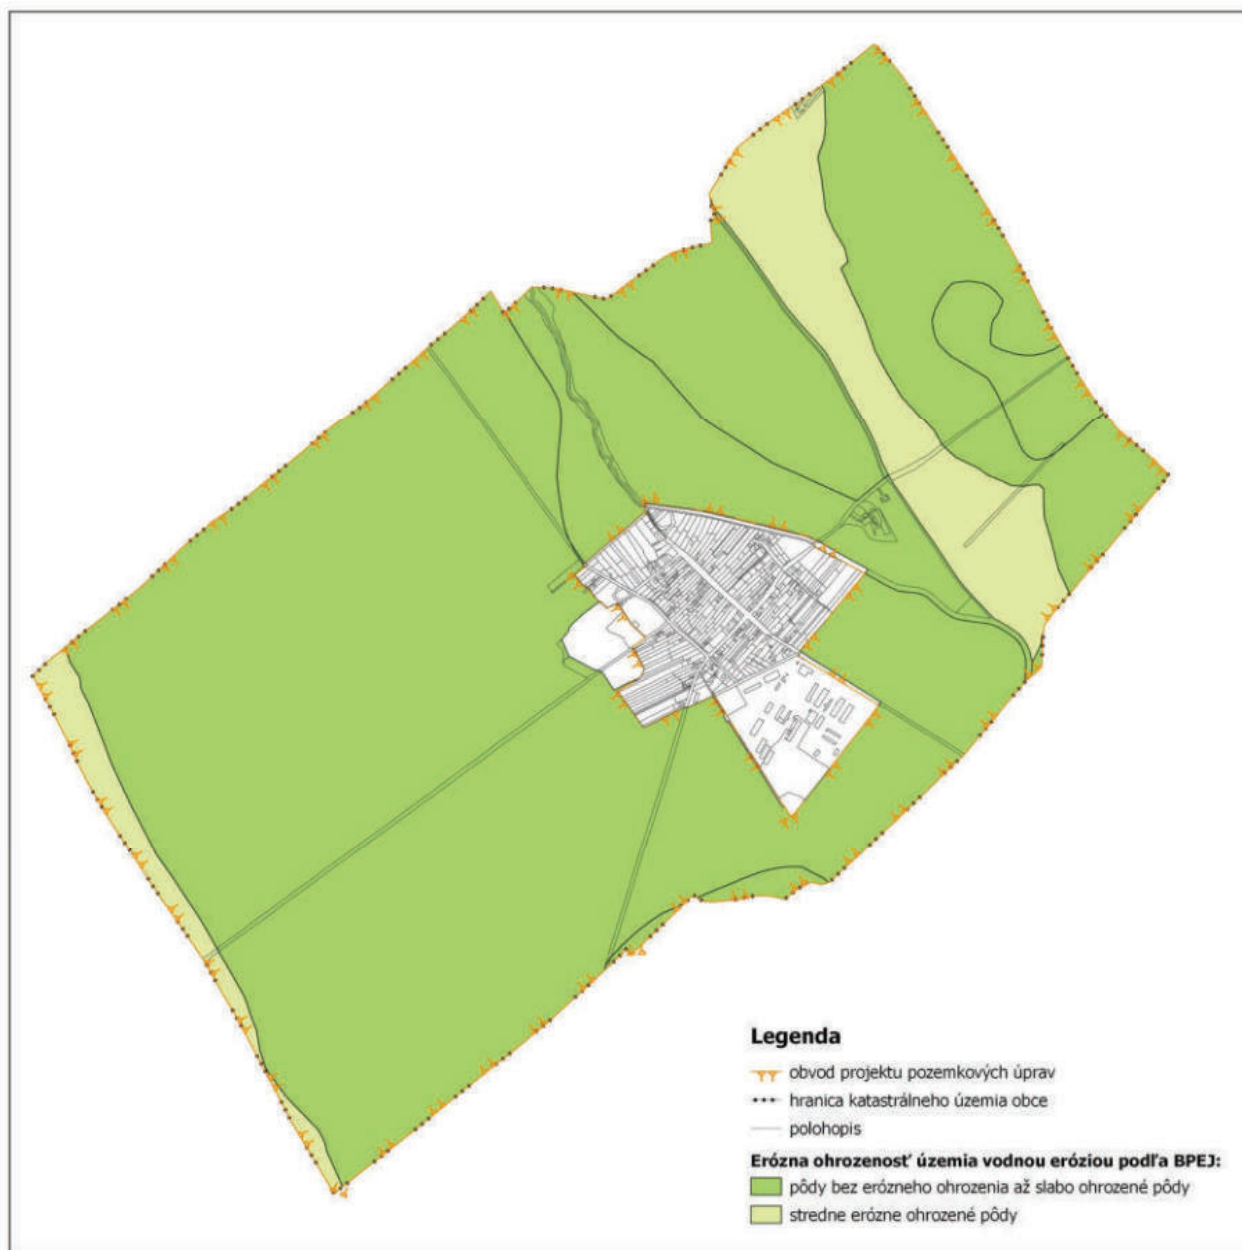 Legenda
obvod projektu pozemkových úprav
hranica katastrálneho územia obce
polohopis
Erózna ohrozenosť územia vodnou eróziou podľa BPEJ:
pôdy bez erózneho ohrozenia až slabo ohrozené pôdy
stredne erózne ohrozené pôdy